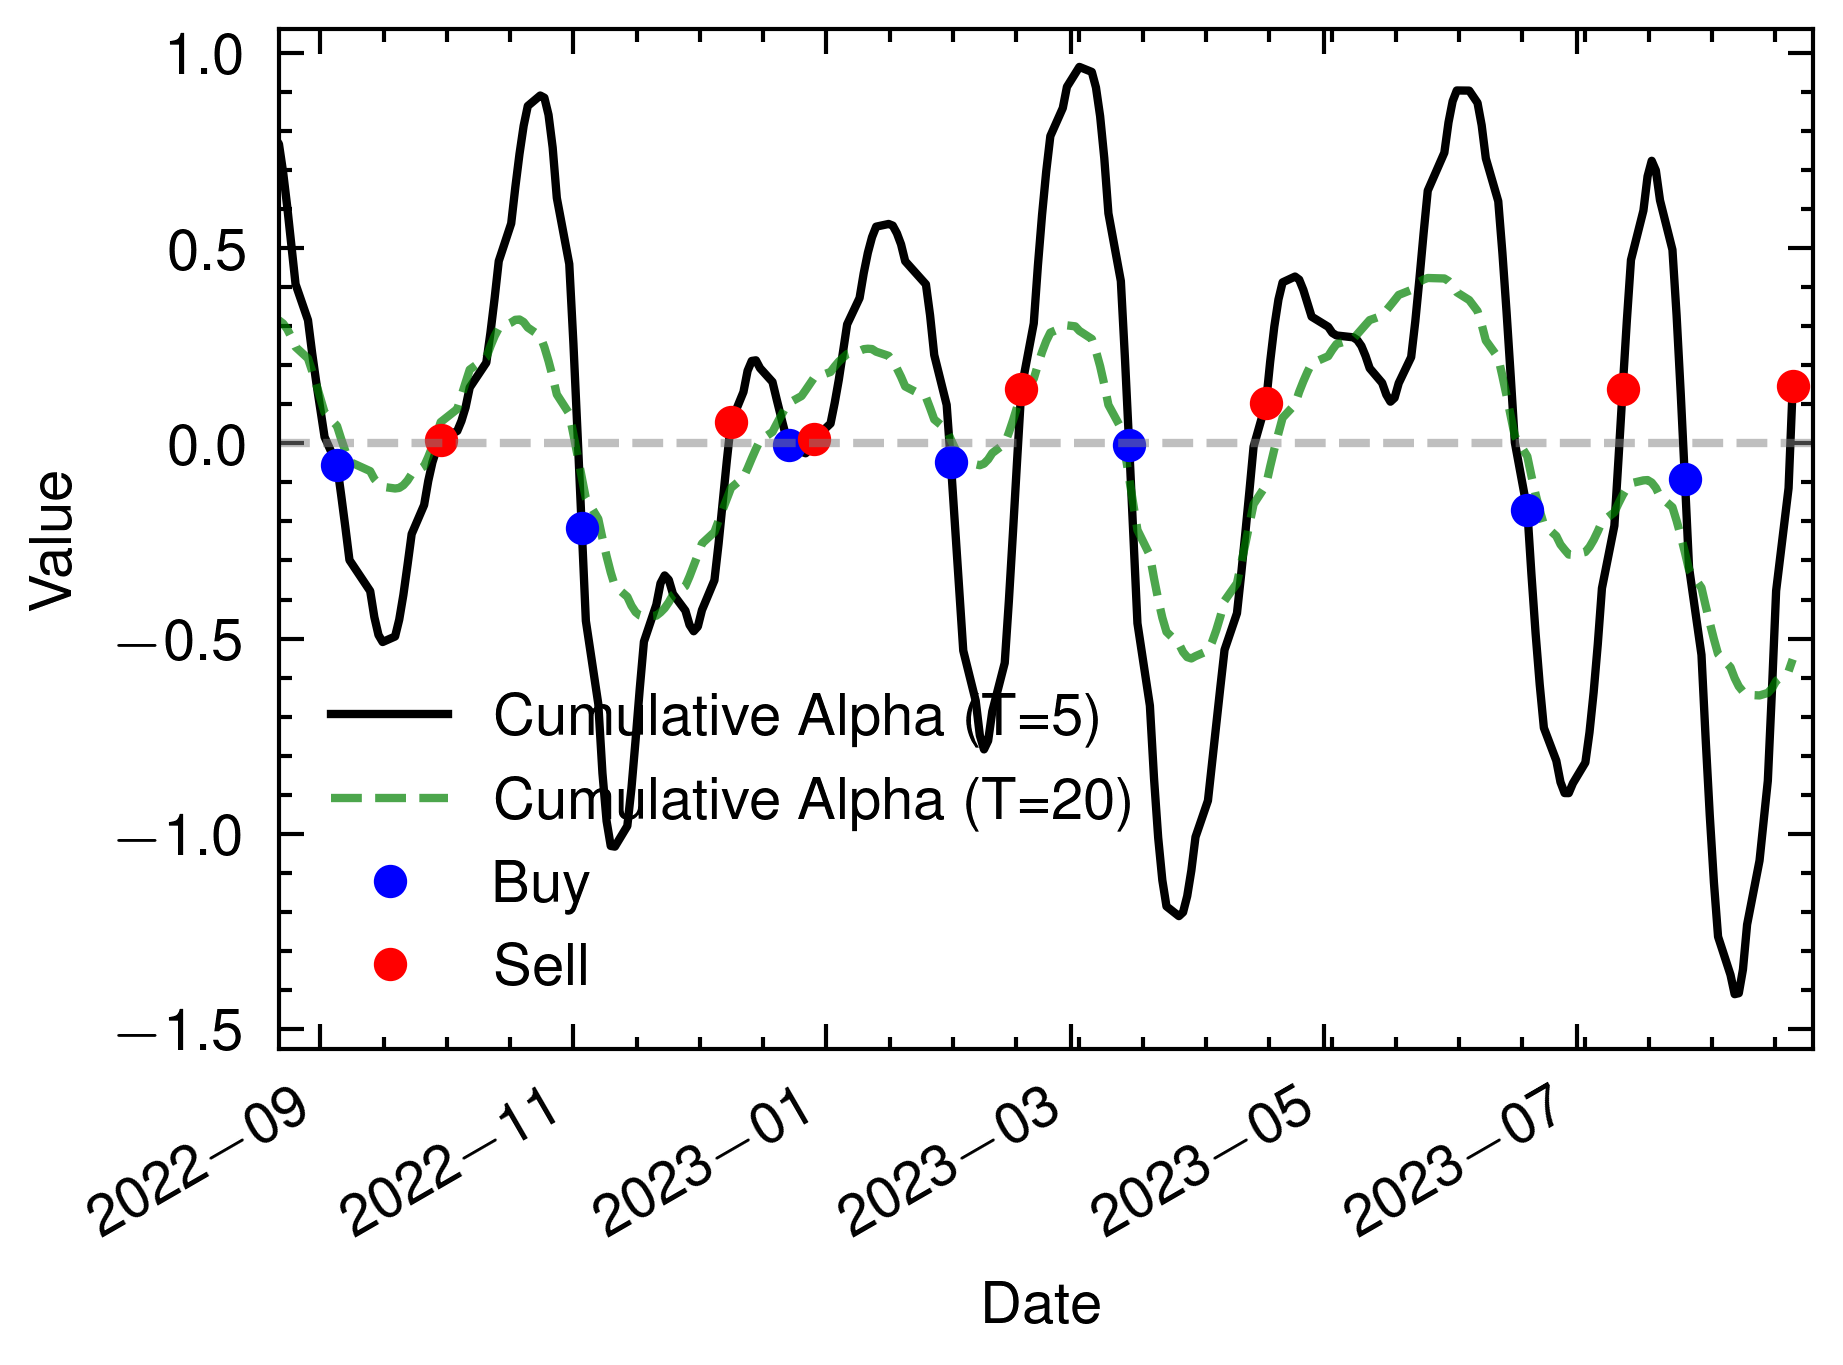 1.0
0.5
0.0
−0.5
−1.0
−1.5
Value
Cumulative Alpha (T=5)
Cumulative Alpha (T=20)
Buy
Sell
2022−09
2022−11
2023−01
2023−03
2023−05
2023−07
Date